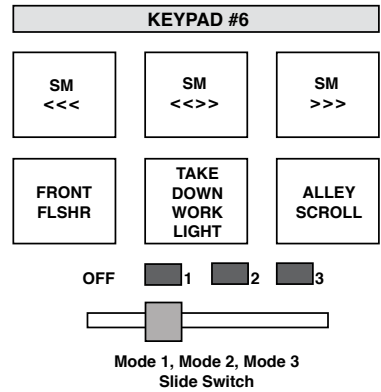 KEYPAD #6
SM SM SM
<<< <<>> >>>
FRONT
FLSHR
TAKE
DOWN
WORK
LIGHT
ALLEY
SCROLL
OFF 1 2 3
Mode 1, Mode 2, Mode 3
Slide Switch